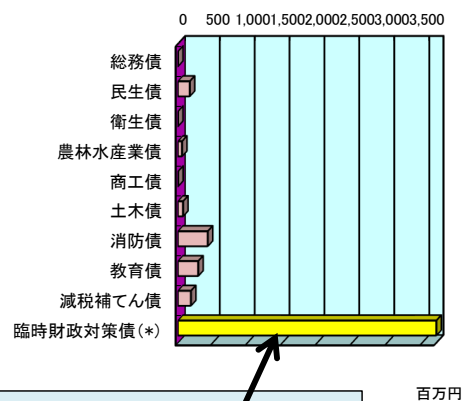 0 500 1,000 1,500 2,000 2,500 3,000 3,500
総務債
民生債
衛生債
農林水産業債
商工債
土木債
消防債
教育債
減税補てん債
臨時財政対策債(*)
百万円